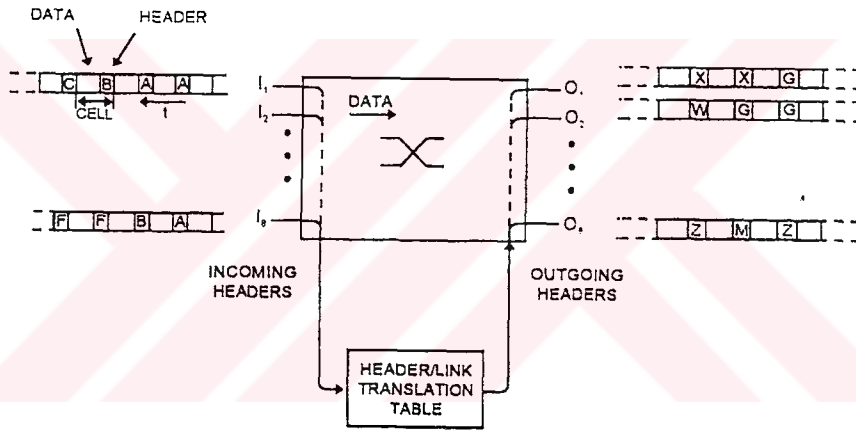 DATA HEADER
C B A A
CELL t
F F B A
I₁
I₂
I₈
DATA
O₁
O₂
O₈
X X G
W G G
Z M Z
INCOMING
HEADERS
OUTGOING
HEADERS
HEADER/LINK
TRANSLATION
TABLE